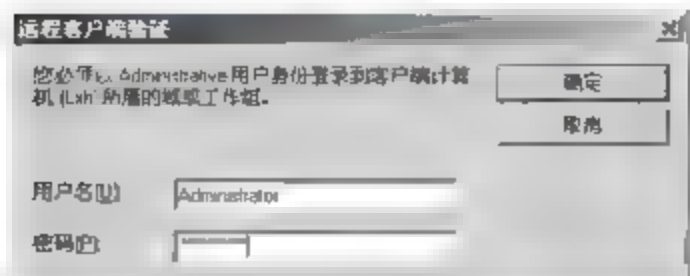 远程客户端验证
您必须以 Administrative 用户身份登录到客户端计算
机 (Lxh) 所属的域或工作组。
确定
取消
用户名(U)
Administrator
密码(P)